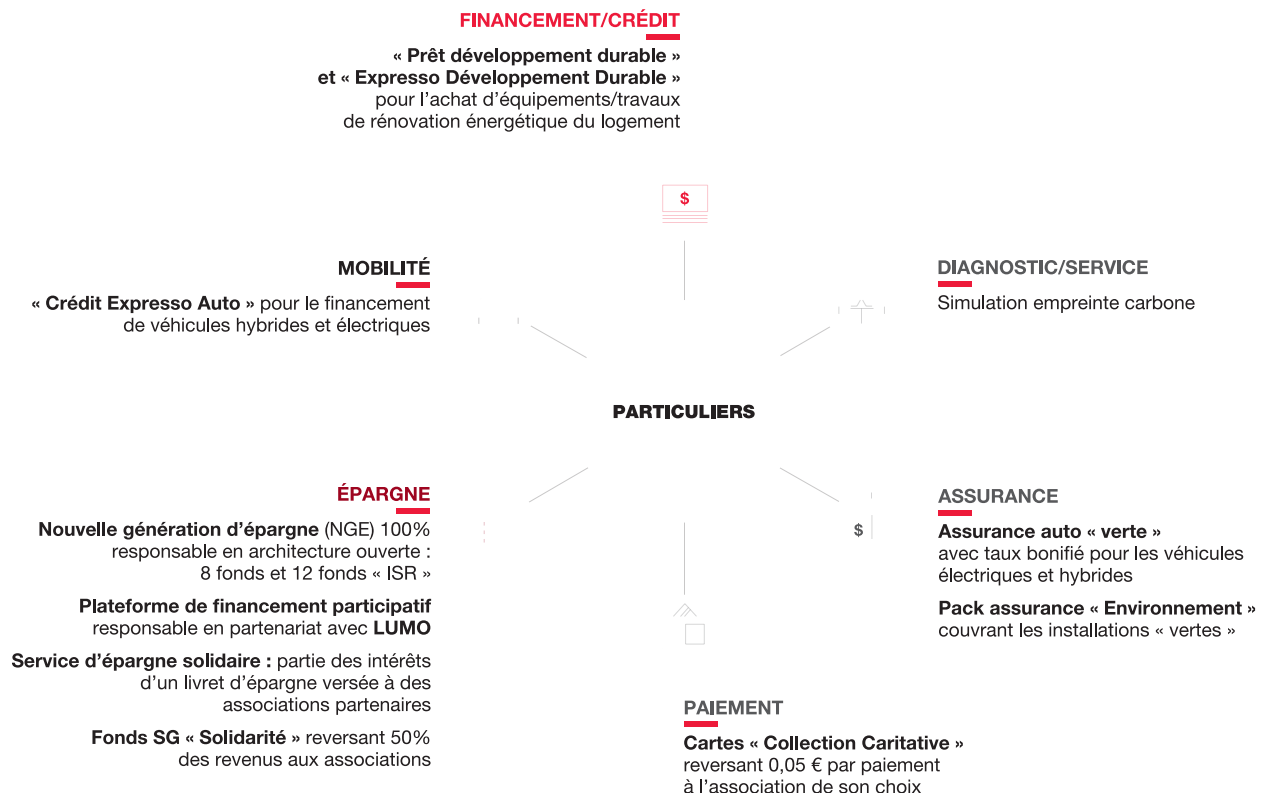 FINANCEMENT/CRÉDIT
« Prêt développement durable »
et « Expresso Développement Durable »
pour l'achat d'équipements/travaux
de rénovation énergétique du logement
$
MOBILITÉ
« Crédit Expresso Auto » pour le financement
de véhicules hybrides et électriques
DIAGNOSTIC/SERVICE
Simulation empreinte carbone
PARTICULIERS
ÉPARGNE
Nouvelle génération d'épargne (NGE) 100%
responsable en architecture ouverte :
8 fonds et 12 fonds « ISR »
Plateforme de financement participatif
responsable en partenariat avec LUMO
Service d'épargne solidaire : partie des intérêts
d'un livret d'épargne versée à des
associations partenaires
Fonds SG « Solidarité » reversant 50%
des revenus aux associations
$
ASSURANCE
Assurance auto « verte »
avec taux bonifié pour les véhicules
électriques et hybrides
Pack assurance « Environnement »
couvrant les installations « vertes »
PAIEMENT
Cartes « Collection Caritative »
reversant 0,05 € par paiement
à l'association de son choix